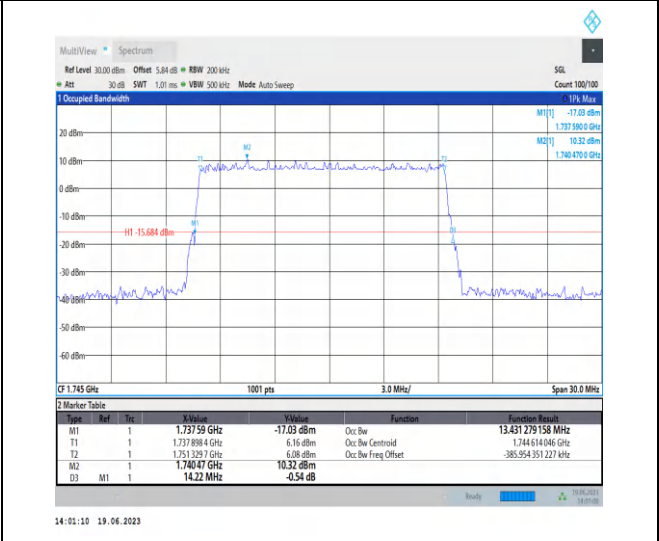 MultiView Spectrum
Ref Level 30.00 dBm Offset 5.84 dB RBW 200 kHz SGL
Att 30 dB SWT 1.01 ms VBW 500 kHz Mode Auto Sweep Count 100/100
1 Occupied Bandwidth 1Pk Max
M1[1] -17.03 dBm
1.737 590 0 GHz
20 dBm
M2[1] 10.32 dBm
1.740 470 0 GHz
M2
10 dBm
T1 T2
0 dBm
-10 dBm
M1
H1 -15.684 dBm
D3
-20 dBm
-30 dBm
-40 dBm
-50 dBm
-60 dBm
CF 1.745 GHz 1001 pts 3.0 MHz/ Span 30.0 MHz
2 Marker Table
Type Ref Trc X-Value Y-Value Function Function Result
M1 1 1.737 59 GHz -17.03 dBm Occ Bw 13.431 279 158 MHz
T1 1 1.737 898 4 GHz 6.16 dBm Occ Bw Centroid 1.744 614 046 GHz
T2 1 1.751 329 7 GHz 6.08 dBm Occ Bw Freq Offset -385.954 351 227 kHz
M2 1 1.740 47 GHz 10.32 dBm
D3 M1 1 14.22 MHz -0.54 dB
Ready 19.06.2023
14:01:10 19.06.2023